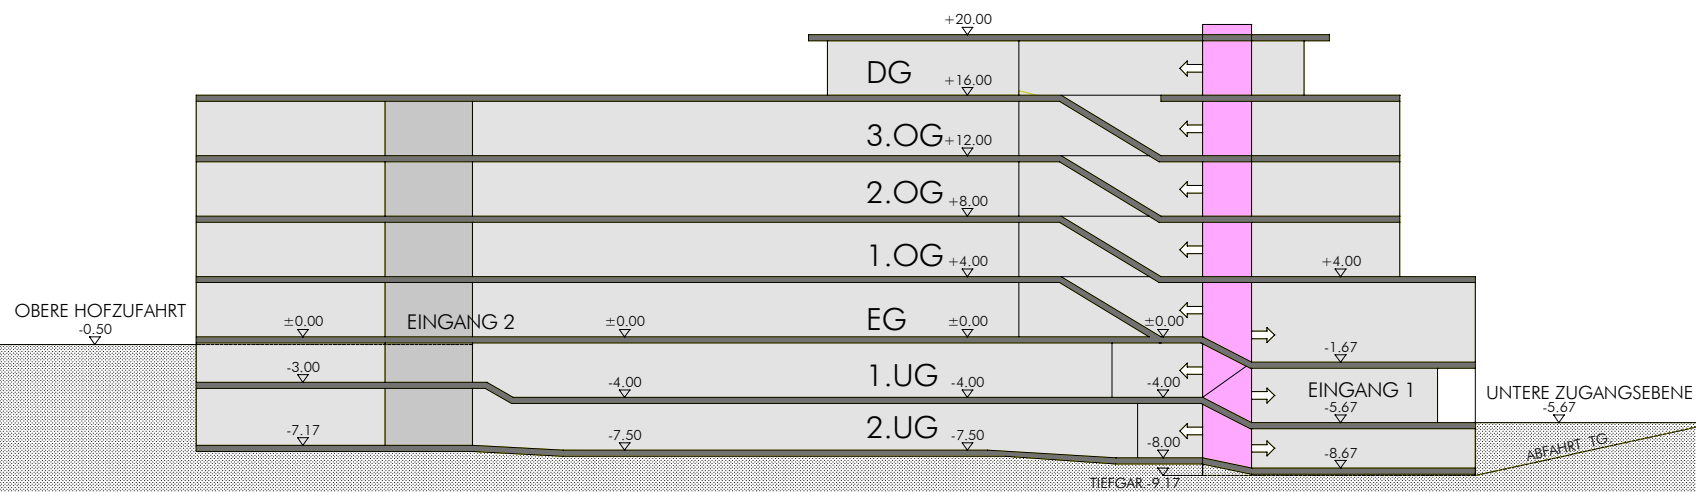 +20.00
DG
+16.00
3.OG
+12.00
2.OG
+8.00
1.OG
+4.00
+4.00
OBERE HOFZUFAHRT
-0.50
±0.00
EINGANG 2
±0.00
EG
±0.00
±0.00
-1.67
-3.00
-4.00
1.UG
-4.00
-4.00
EINGANG 1
-5.67
UNTERE ZUGANGSEBENE
-5.67
-7.17
-7.50
2.UG
-7.50
-8.00
-8.67
ABFAHRT TG.
TIEFGAR.-9.17